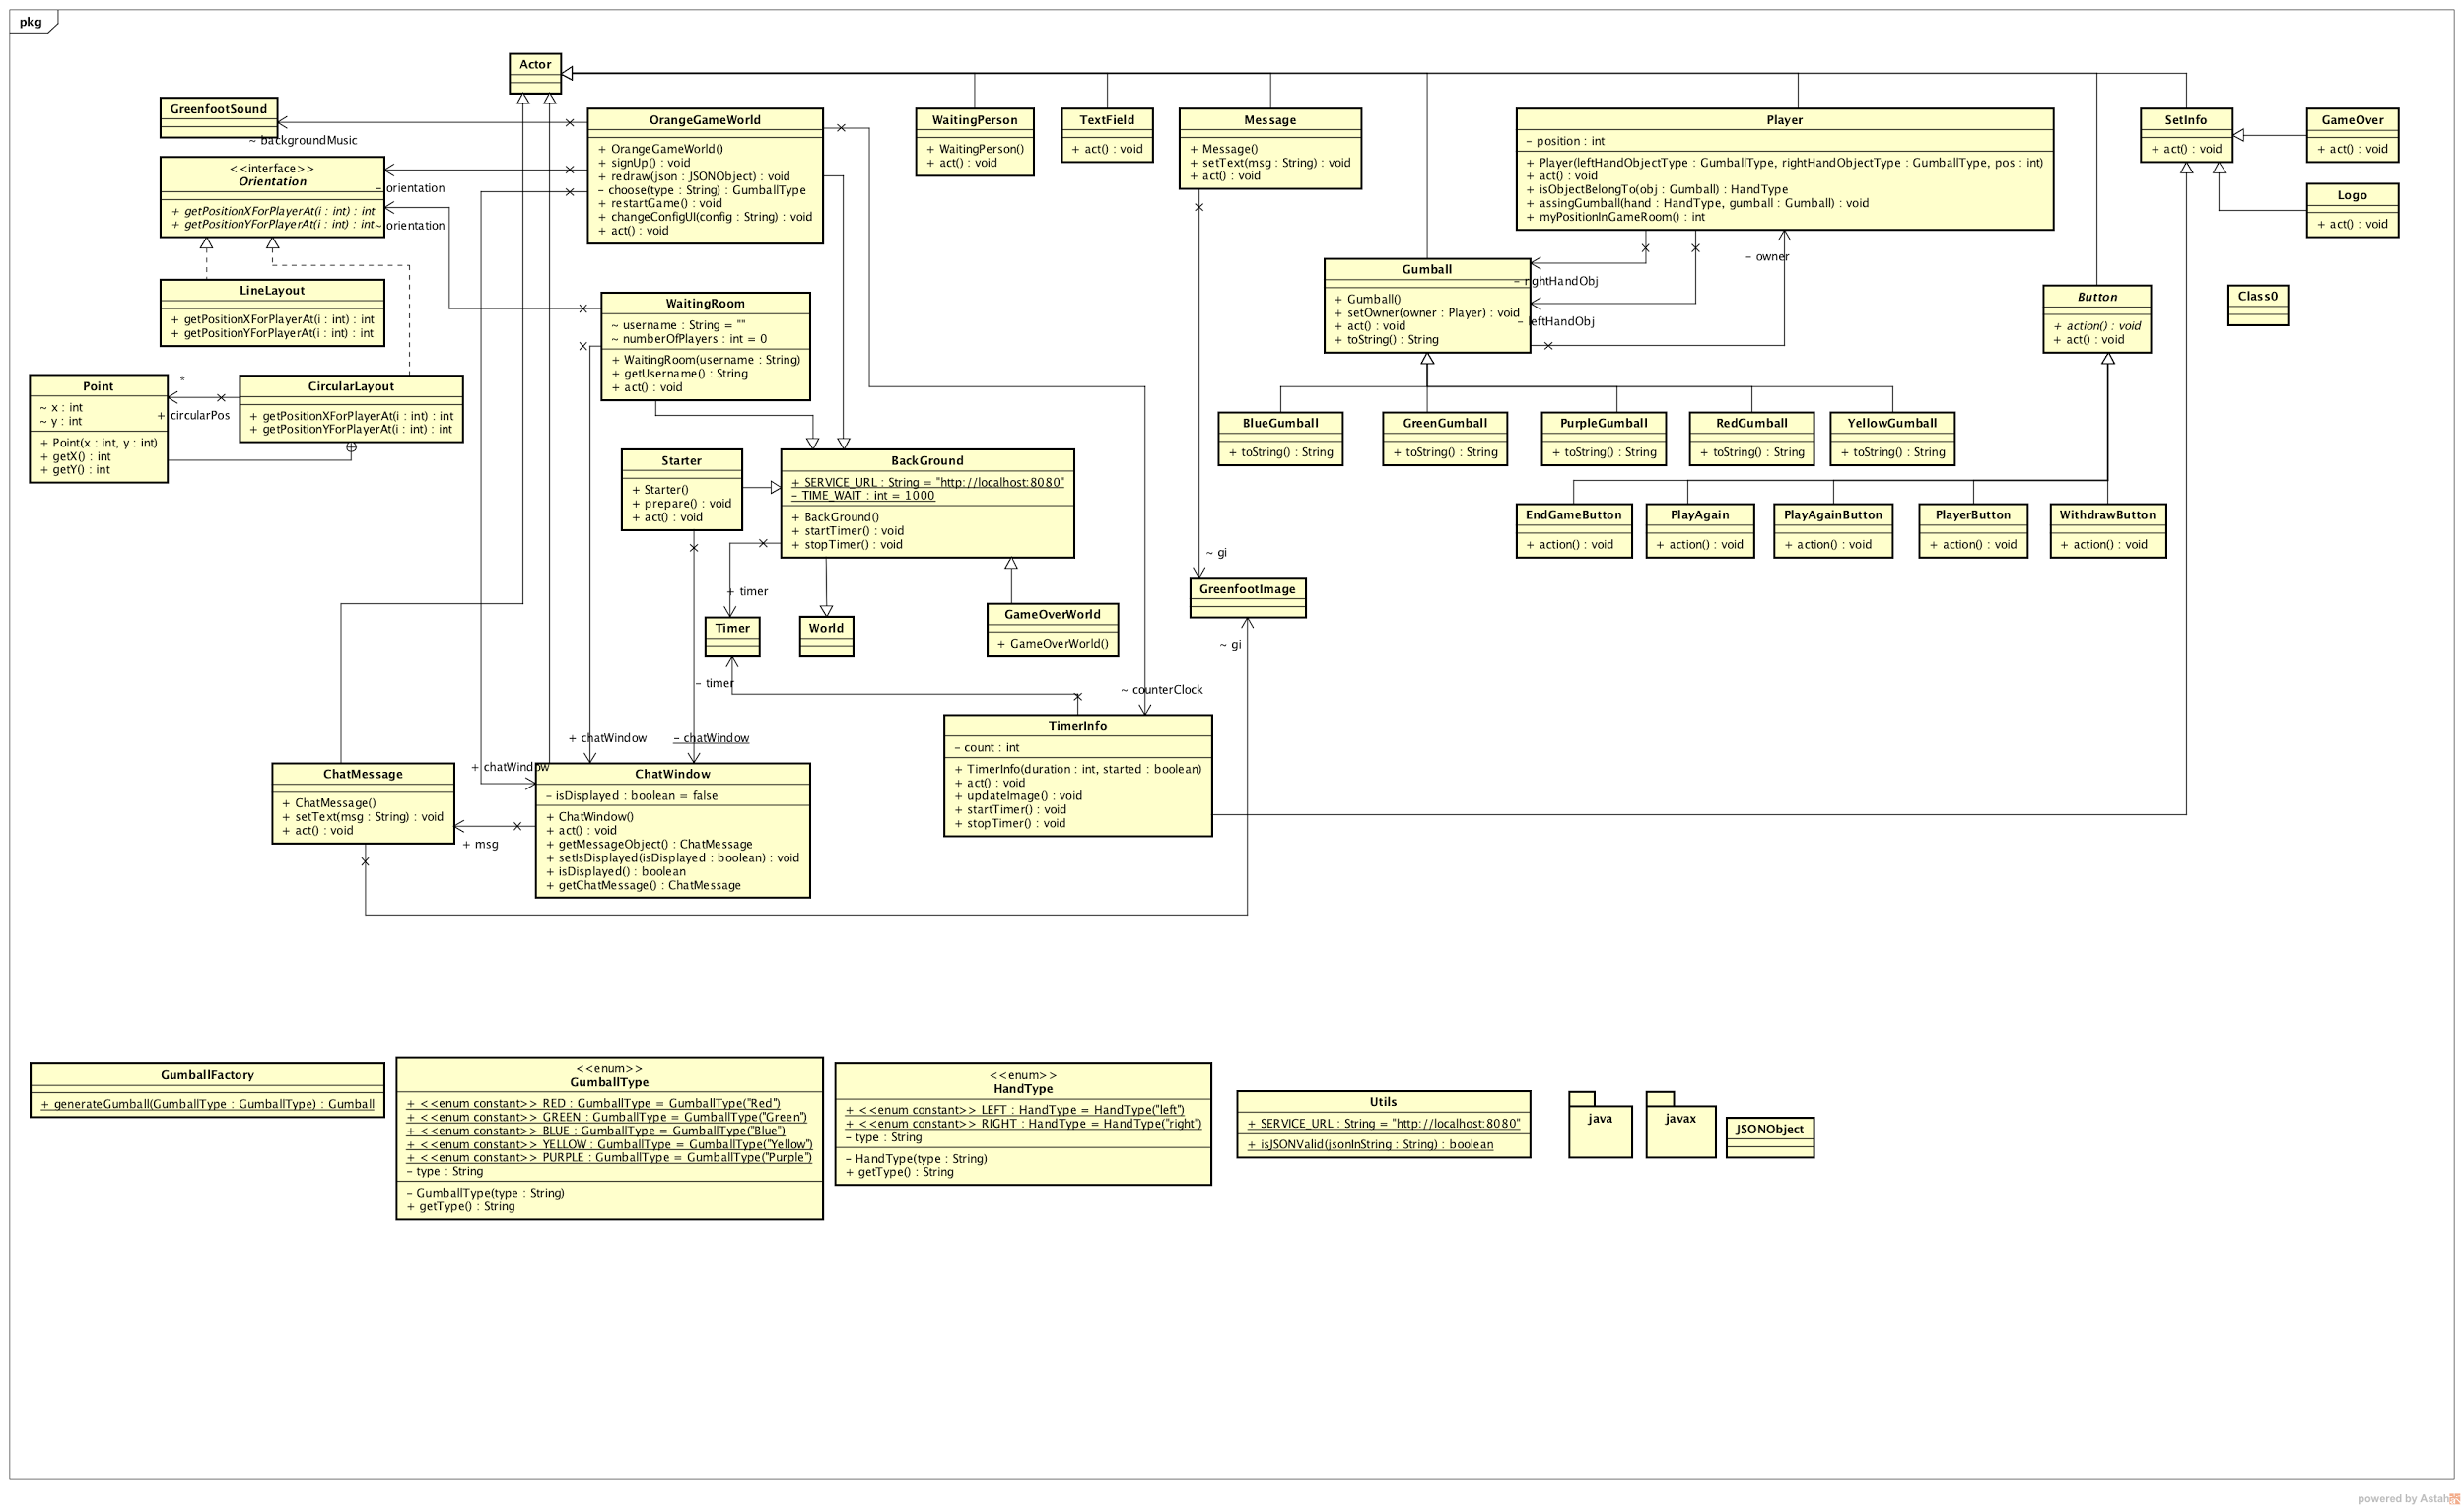 pkg
Actor
GreenfootSound
~ backgroundMusic
<<interface>>
Orientation
+ getPositionXForPlayerAt(i : int) : int
+ getPositionYForPlayerAt(i : int) : int
- orientation
~ orientation
OrangeGameWorld
+ OrangeGameWorld()
+ signUp() : void
+ redraw(json : JSONObject) : void
- choose(type : String) : GumballType
+ restartGame() : void
+ changeConfigUI(config : String) : void
+ act() : void
WaitingPerson
+ WaitingPerson()
+ act() : void
TextField
+ act() : void
Message
+ Message()
+ setText(msg : String) : void
+ act() : void
Player
- position : int
+ Player(leftHandObjectType : GumballType, rightHandObjectType : GumballType, pos : int)
+ act() : void
+ isObjectBelongTo(obj : Gumball) : HandType
+ assingGumball(hand : HandType, gumball : Gumball) : void
+ myPositionInGameRoom() : int
SetInfo
+ act() : void
GameOver
+ act() : void
Logo
+ act() : void
LineLayout
+ getPositionXForPlayerAt(i : int) : int
+ getPositionYForPlayerAt(i : int) : int
WaitingRoom
~ username : String = ""
~ numberOfPlayers : int = 0
+ WaitingRoom(username : String)
+ getUsername() : String
+ act() : void
Gumball
+ Gumball()
+ setOwner(owner : Player) : void
+ act() : void
+ toString() : String
- rightHandObj
- leftHandObj
- owner
Button
+ action() : void
+ act() : void
Class0
Point
~ x : int
~ y : int
+ Point(x : int, y : int)
+ getX() : int
+ getY() : int
*
+ circularPos
CircularLayout
+ getPositionXForPlayerAt(i : int) : int
+ getPositionYForPlayerAt(i : int) : int
BlueGumball
+ toString() : String
GreenGumball
+ toString() : String
PurpleGumball
+ toString() : String
RedGumball
+ toString() : String
YellowGumball
+ toString() : String
Starter
+ Starter()
+ prepare() : void
+ act() : void
BackGround
+ SERVICE_URL : String = "http://localhost:8080"
- TIME_WAIT : int = 1000
+ BackGround()
+ startTimer() : void
+ stopTimer() : void
EndGameButton
+ action() : void
PlayAgain
+ action() : void
PlayAgainButton
+ action() : void
PlayerButton
+ action() : void
WithdrawButton
+ action() : void
+ timer
~ gi
GreenfootImage
~ gi
Timer
World
GameOverWorld
+ GameOverWorld()
- timer
~ counterClock
+ chatWindow
- chatWindow
+ chatWindow
TimerInfo
- count : int
+ TimerInfo(duration : int, started : boolean)
+ act() : void
+ updateImage() : void
+ startTimer() : void
+ stopTimer() : void
ChatMessage
+ ChatMessage()
+ setText(msg : String) : void
+ act() : void
+ msg
ChatWindow
- isDisplayed : boolean = false
+ ChatWindow()
+ act() : void
+ getMessageObject() : ChatMessage
+ setIsDisplayed(isDisplayed : boolean) : void
+ isDisplayed() : boolean
+ getChatMessage() : ChatMessage
GumballFactory
+ generateGumball(GumballType : GumballType) : Gumball
<<enum>>
GumballType
+ <<enum constant>> RED : GumballType = GumballType("Red")
+ <<enum constant>> GREEN : GumballType = GumballType("Green")
+ <<enum constant>> BLUE : GumballType = GumballType("Blue")
+ <<enum constant>> YELLOW : GumballType = GumballType("Yellow")
+ <<enum constant>> PURPLE : GumballType = GumballType("Purple")
- type : String
- GumballType(type : String)
+ getType() : String
<<enum>>
HandType
+ <<enum constant>> LEFT : HandType = HandType("left")
+ <<enum constant>> RIGHT : HandType = HandType("right")
- type : String
- HandType(type : String)
+ getType() : String
Utils
+ SERVICE_URL : String = "http://localhost:8080"
+ isJSONValid(jsonInString : String) : boolean
java
javax
JSONObject
powered by Astah